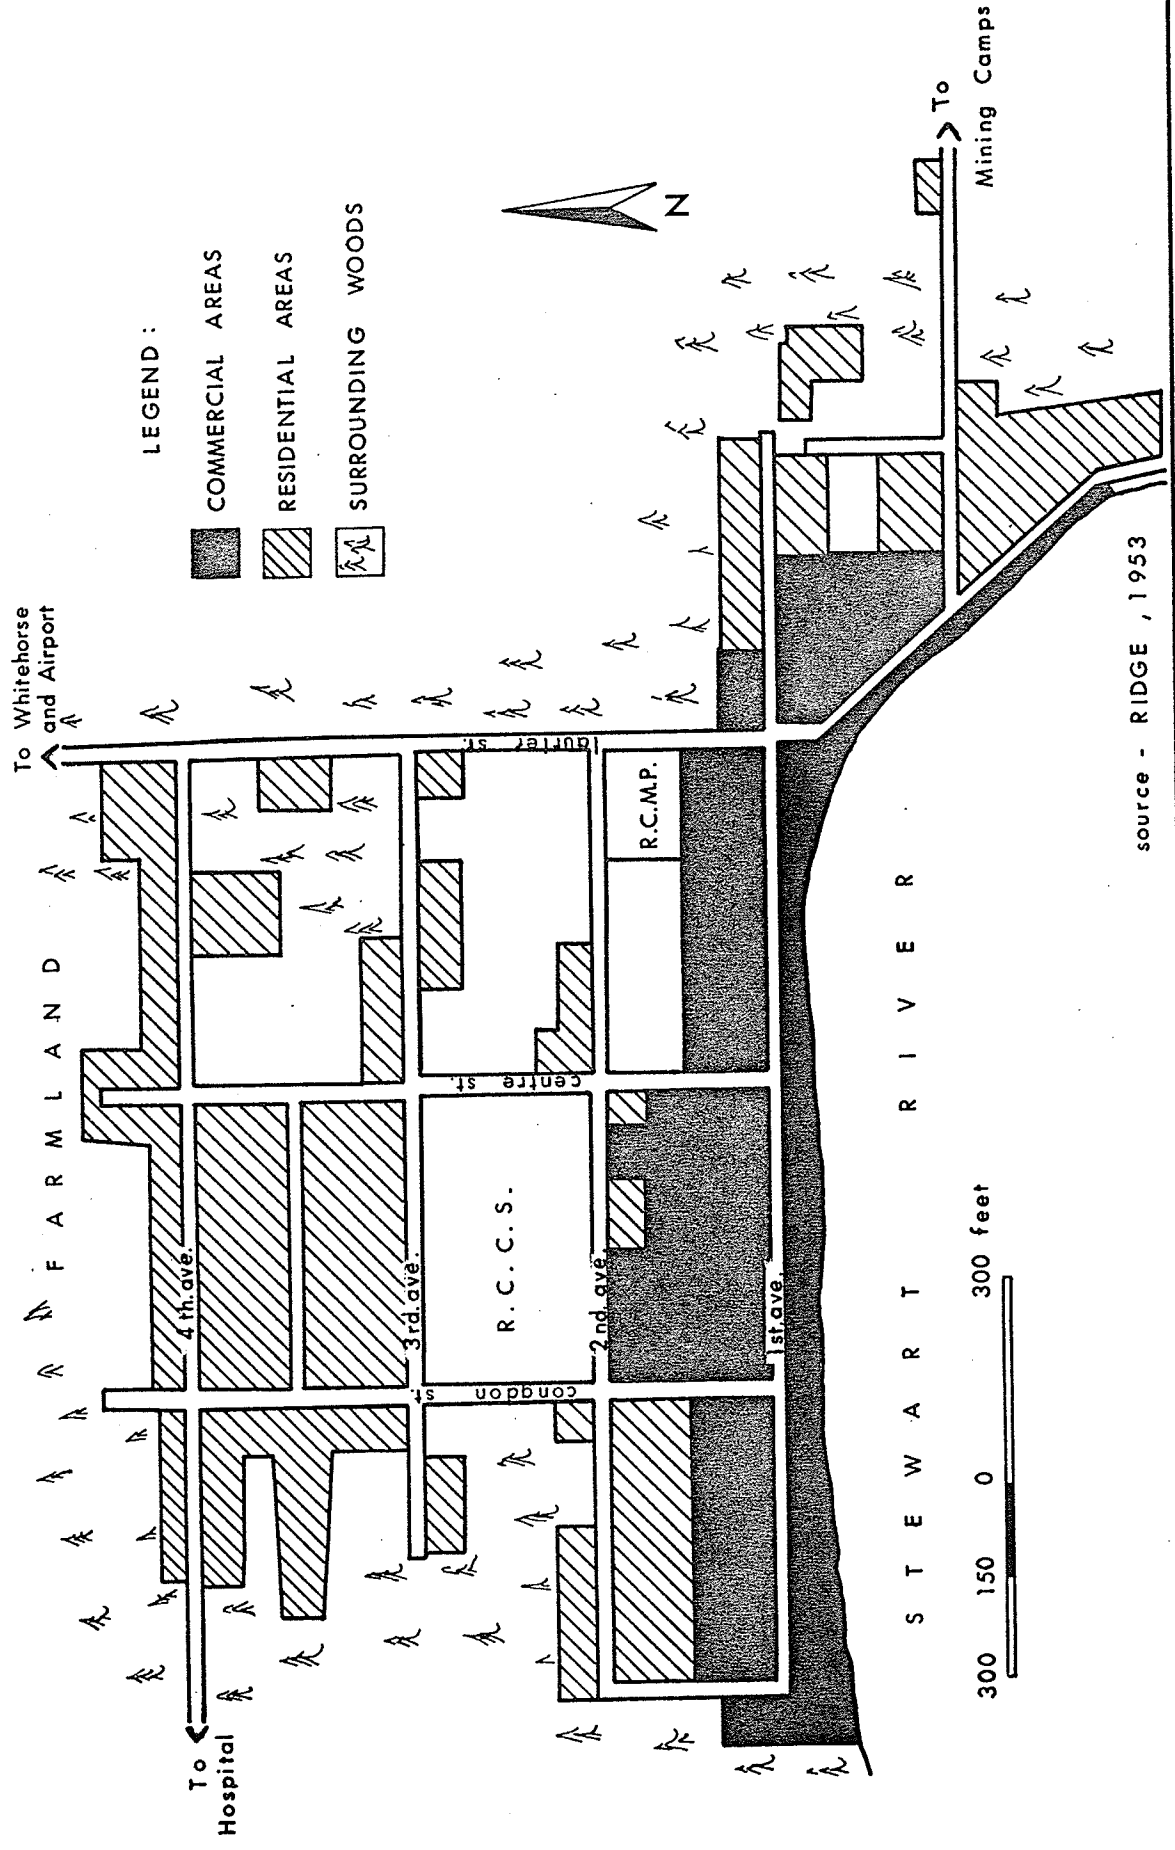 To Whitehorse
and Airport
To
Hospital
F A R M L A N D
LEGEND :
COMMERCIAL AREAS
RESIDENTIAL AREAS
SURROUNDING WOODS
N
4 th. ave.
3 rd. ave.
2 nd. ave.
1 st. ave.
congdon st.
centre st.
laurier st.
R. C. C. S.
R.C.M.P.
To
Mining Camps
S T E W A R T R I V E R
300 150 0 300 feet
source - RIDGE , 1953